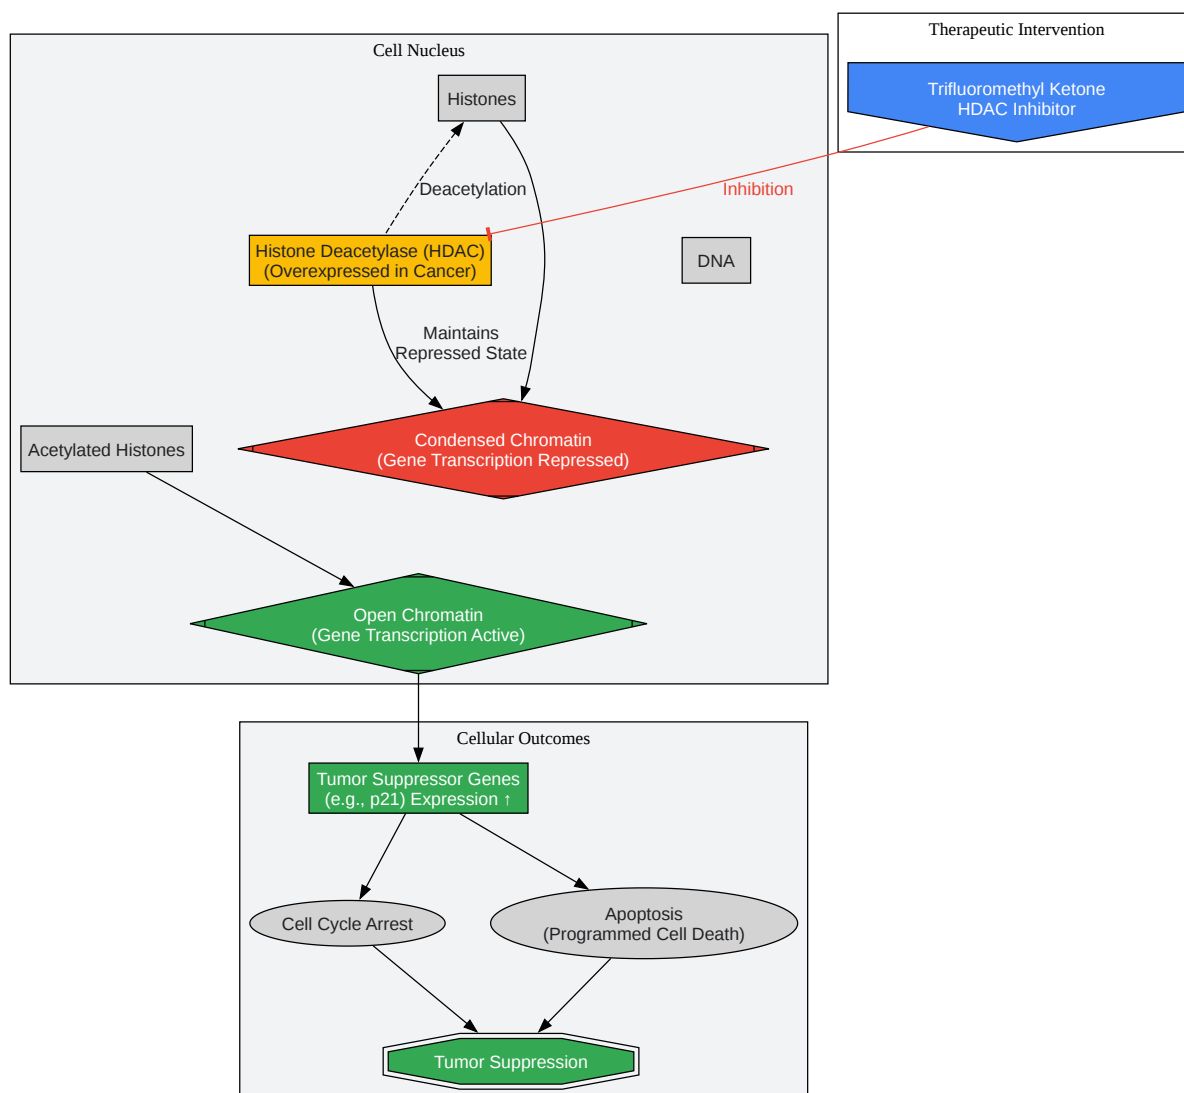 Therapeutic Intervention
Trifluoromethyl Ketone
HDAC Inhibitor
Cell Nucleus
Histones
Deacetylation
Inhibition
Histone Deacetylase (HDAC)
(Overexpressed in Cancer)
DNA
Maintains
Repressed State
Condensed Chromatin
(Gene Transcription Repressed)
Acetylated Histones
Open Chromatin
(Gene Transcription Active)
Cellular Outcomes
Tumor Suppressor Genes
(e.g., p21) Expression ↑
Cell Cycle Arrest
Apoptosis
(Programmed Cell Death)
Tumor Suppression